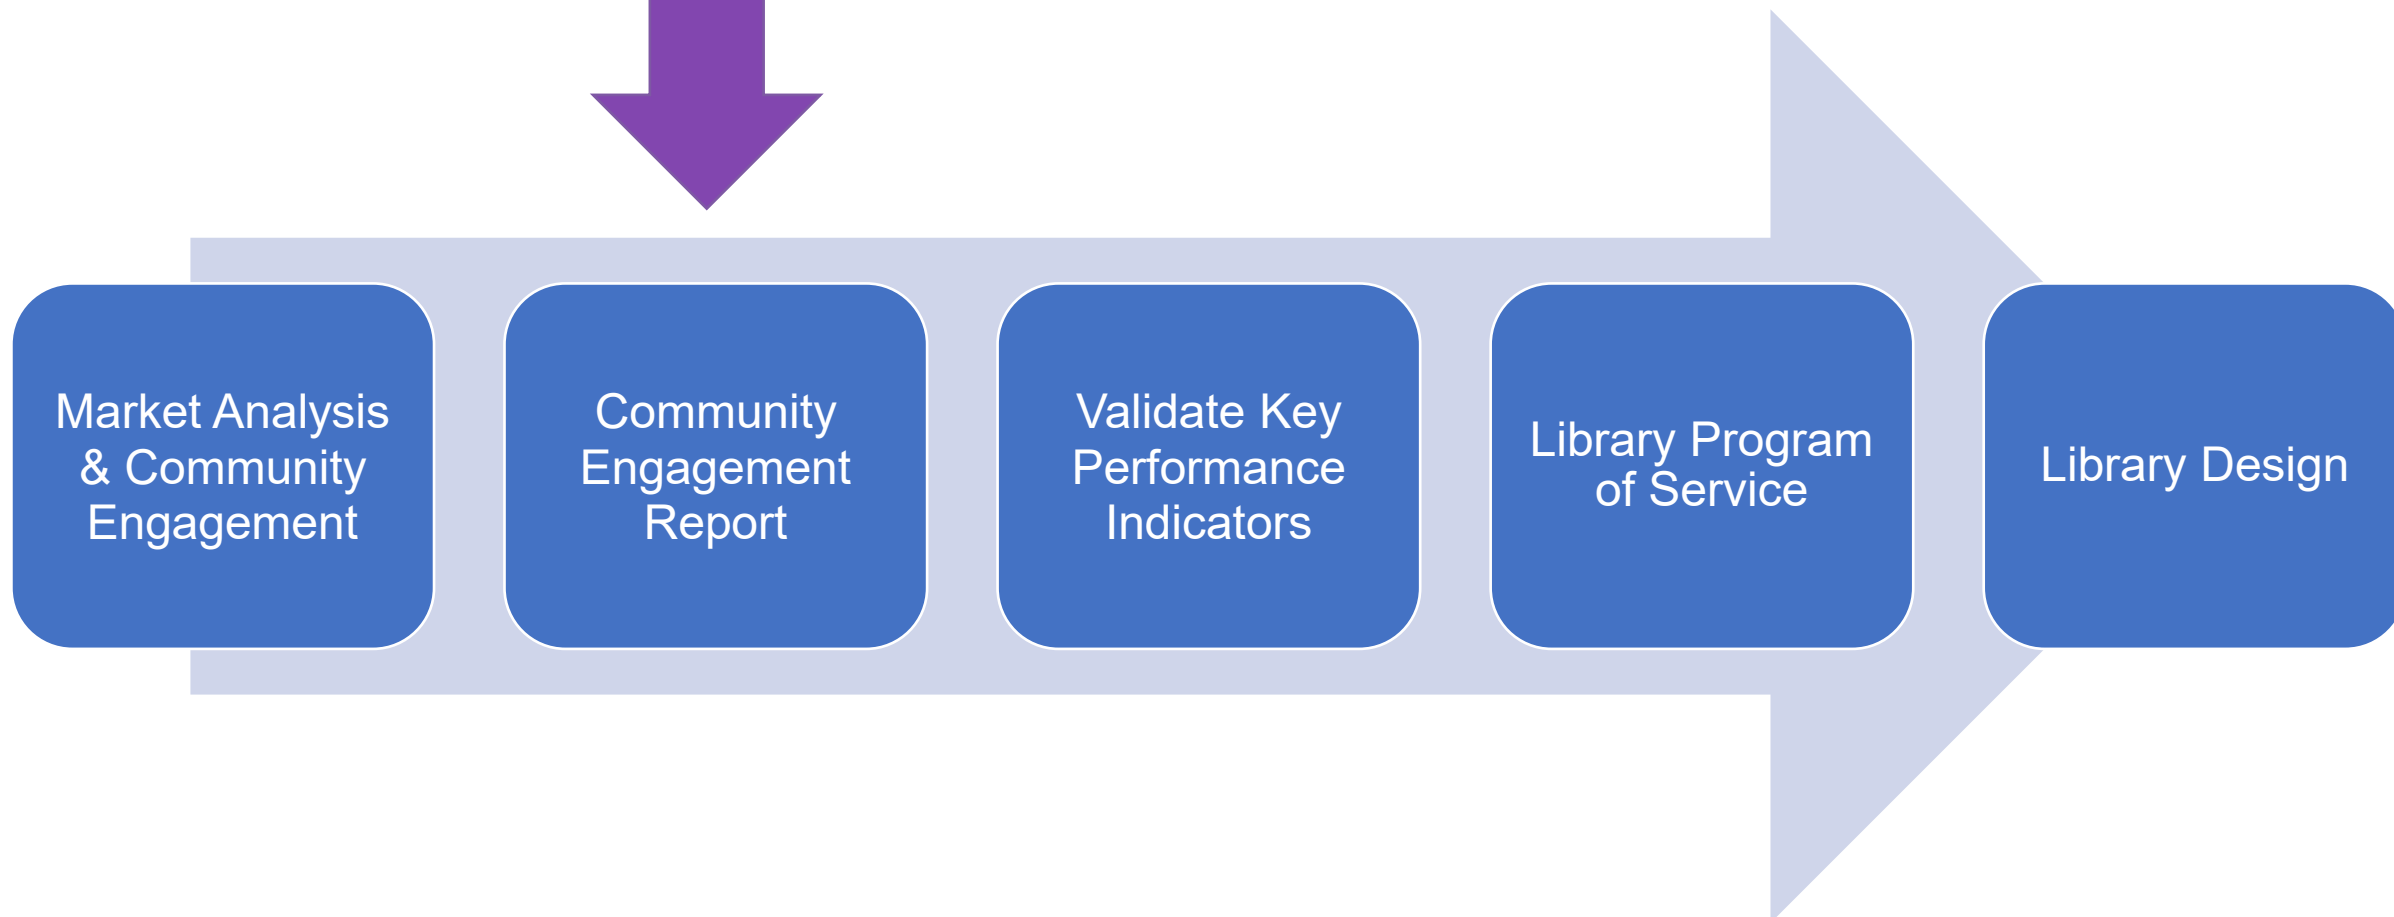 Market Analysis
& Community
Engagement
Community
Engagement
Report
Validate Key
Performance
Indicators
Library Program
of Service
Library Design